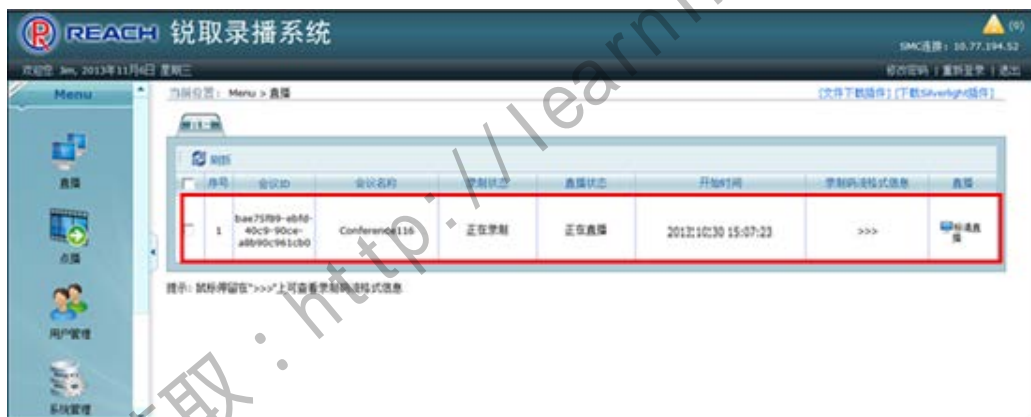 REACH 锐取录播系统
(0)
SMC连接：10.77.194.52
欢迎您 Jim, 2013年11月6日 星期三
修改密码 | 重新登录 | 退出
Menu
当前位置： Menu > 直播
[文件下载插件] [下载Silverlight插件]
刷新
序号 会议ID 会议名称 录制状态 直播状态 开始时间 录制码流格式信息 直播
1 bae75f89-ebfd-40c9-90ce-a8b90c961cb0 Conference116 正在录制 正在直播 2013-10-30 15:07:23 >>> 标清直播
提示：鼠标停留在">>>"上可查看录制码流格式信息
直播
点播
用户管理
系统管理
取：http://learn